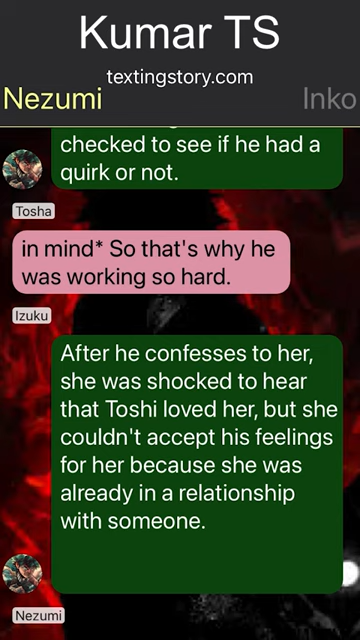 Kumar TS
textingstory.com
Nezumi
Inko
checked to see if he had a
quirk or not.
Tosha
in mind* So that's why he
was working so hard.
Izuku
After he confesses to her,
she was shocked to hear
that Toshi loved her, but she
couldn't accept his feelings
for her because she was
already in a relationship
with someone.
Nezumi